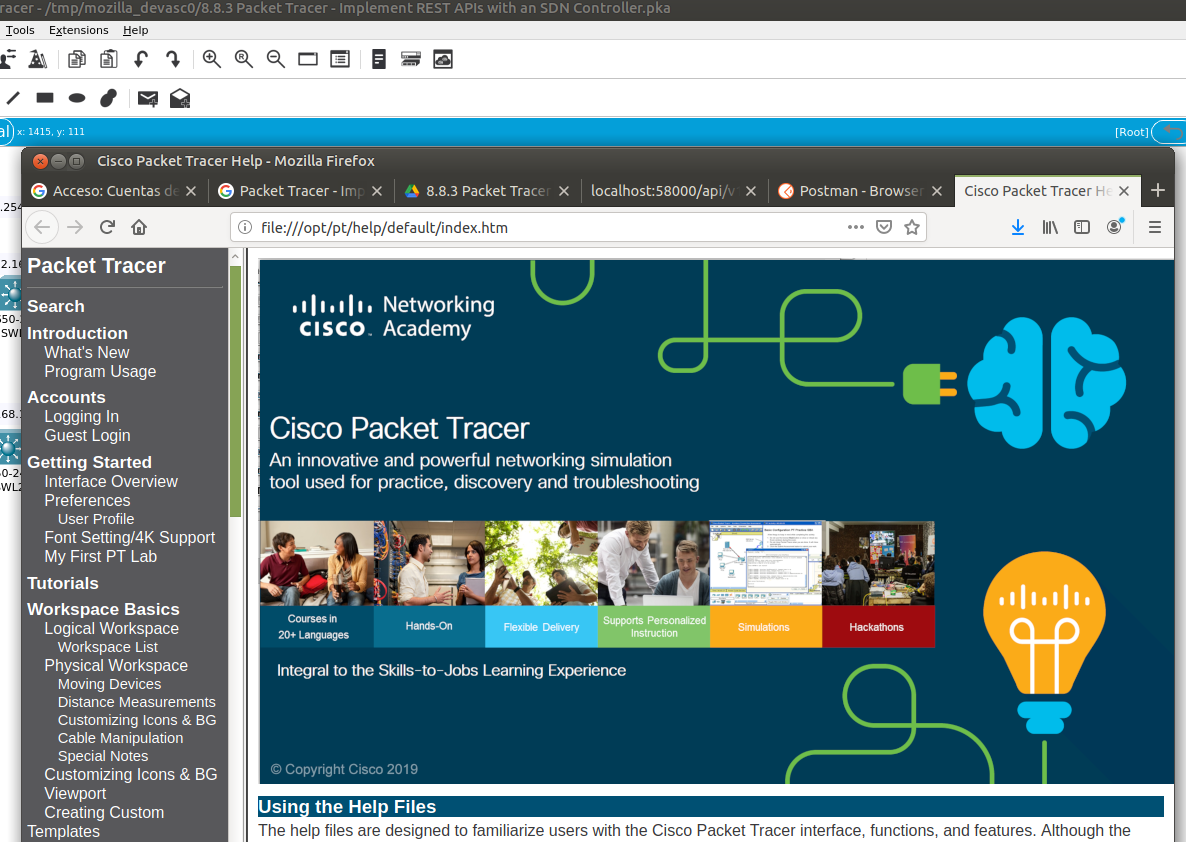 racer - /tmp/mozilla_devasc0/8.8.3 Packet Tracer - Implement REST APIs with an SDN Controller.pka
Tools Extensions Help
al x: 1415, y: 111 [Root]
Cisco Packet Tracer Help - Mozilla Firefox
Acceso: Cuentas de
Packet Tracer - Imp
8.8.3 Packet Tracer
localhost:58000/api/v
Postman - Browser
Cisco Packet Tracer He
file:///opt/pt/help/default/index.htm
.254
2.16
SWL
68.1
Packet Tracer
Search
Introduction
What's New
Program Usage
Accounts
Logging In
Guest Login
Getting Started
Interface Overview
Preferences
User Profile
Font Setting/4K Support
My First PT Lab
Tutorials
Workspace Basics
Logical Workspace
Workspace List
Physical Workspace
Moving Devices
Distance Measurements
Customizing Icons & BG
Cable Manipulation
Special Notes
Customizing Icons & BG
Viewport
Creating Custom
Templates
CISCO Networking
Academy
Cisco Packet Tracer
An innovative and powerful networking simulation
tool used for practice, discovery and troubleshooting
Courses in
20+ Languages
Hands-On
Flexible Delivery
Supports Personalized
Instruction
Simulations
Hackathons
Integral to the Skills-to-Jobs Learning Experience
© Copyright Cisco 2019
Using the Help Files
The help files are designed to familiarize users with the Cisco Packet Tracer interface, functions, and features. Although the